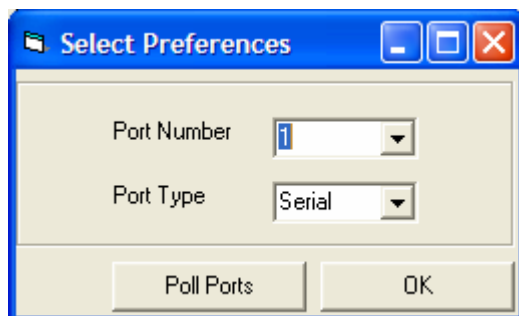 Select Preferences
Port Number 1
Port Type Serial
Poll Ports OK